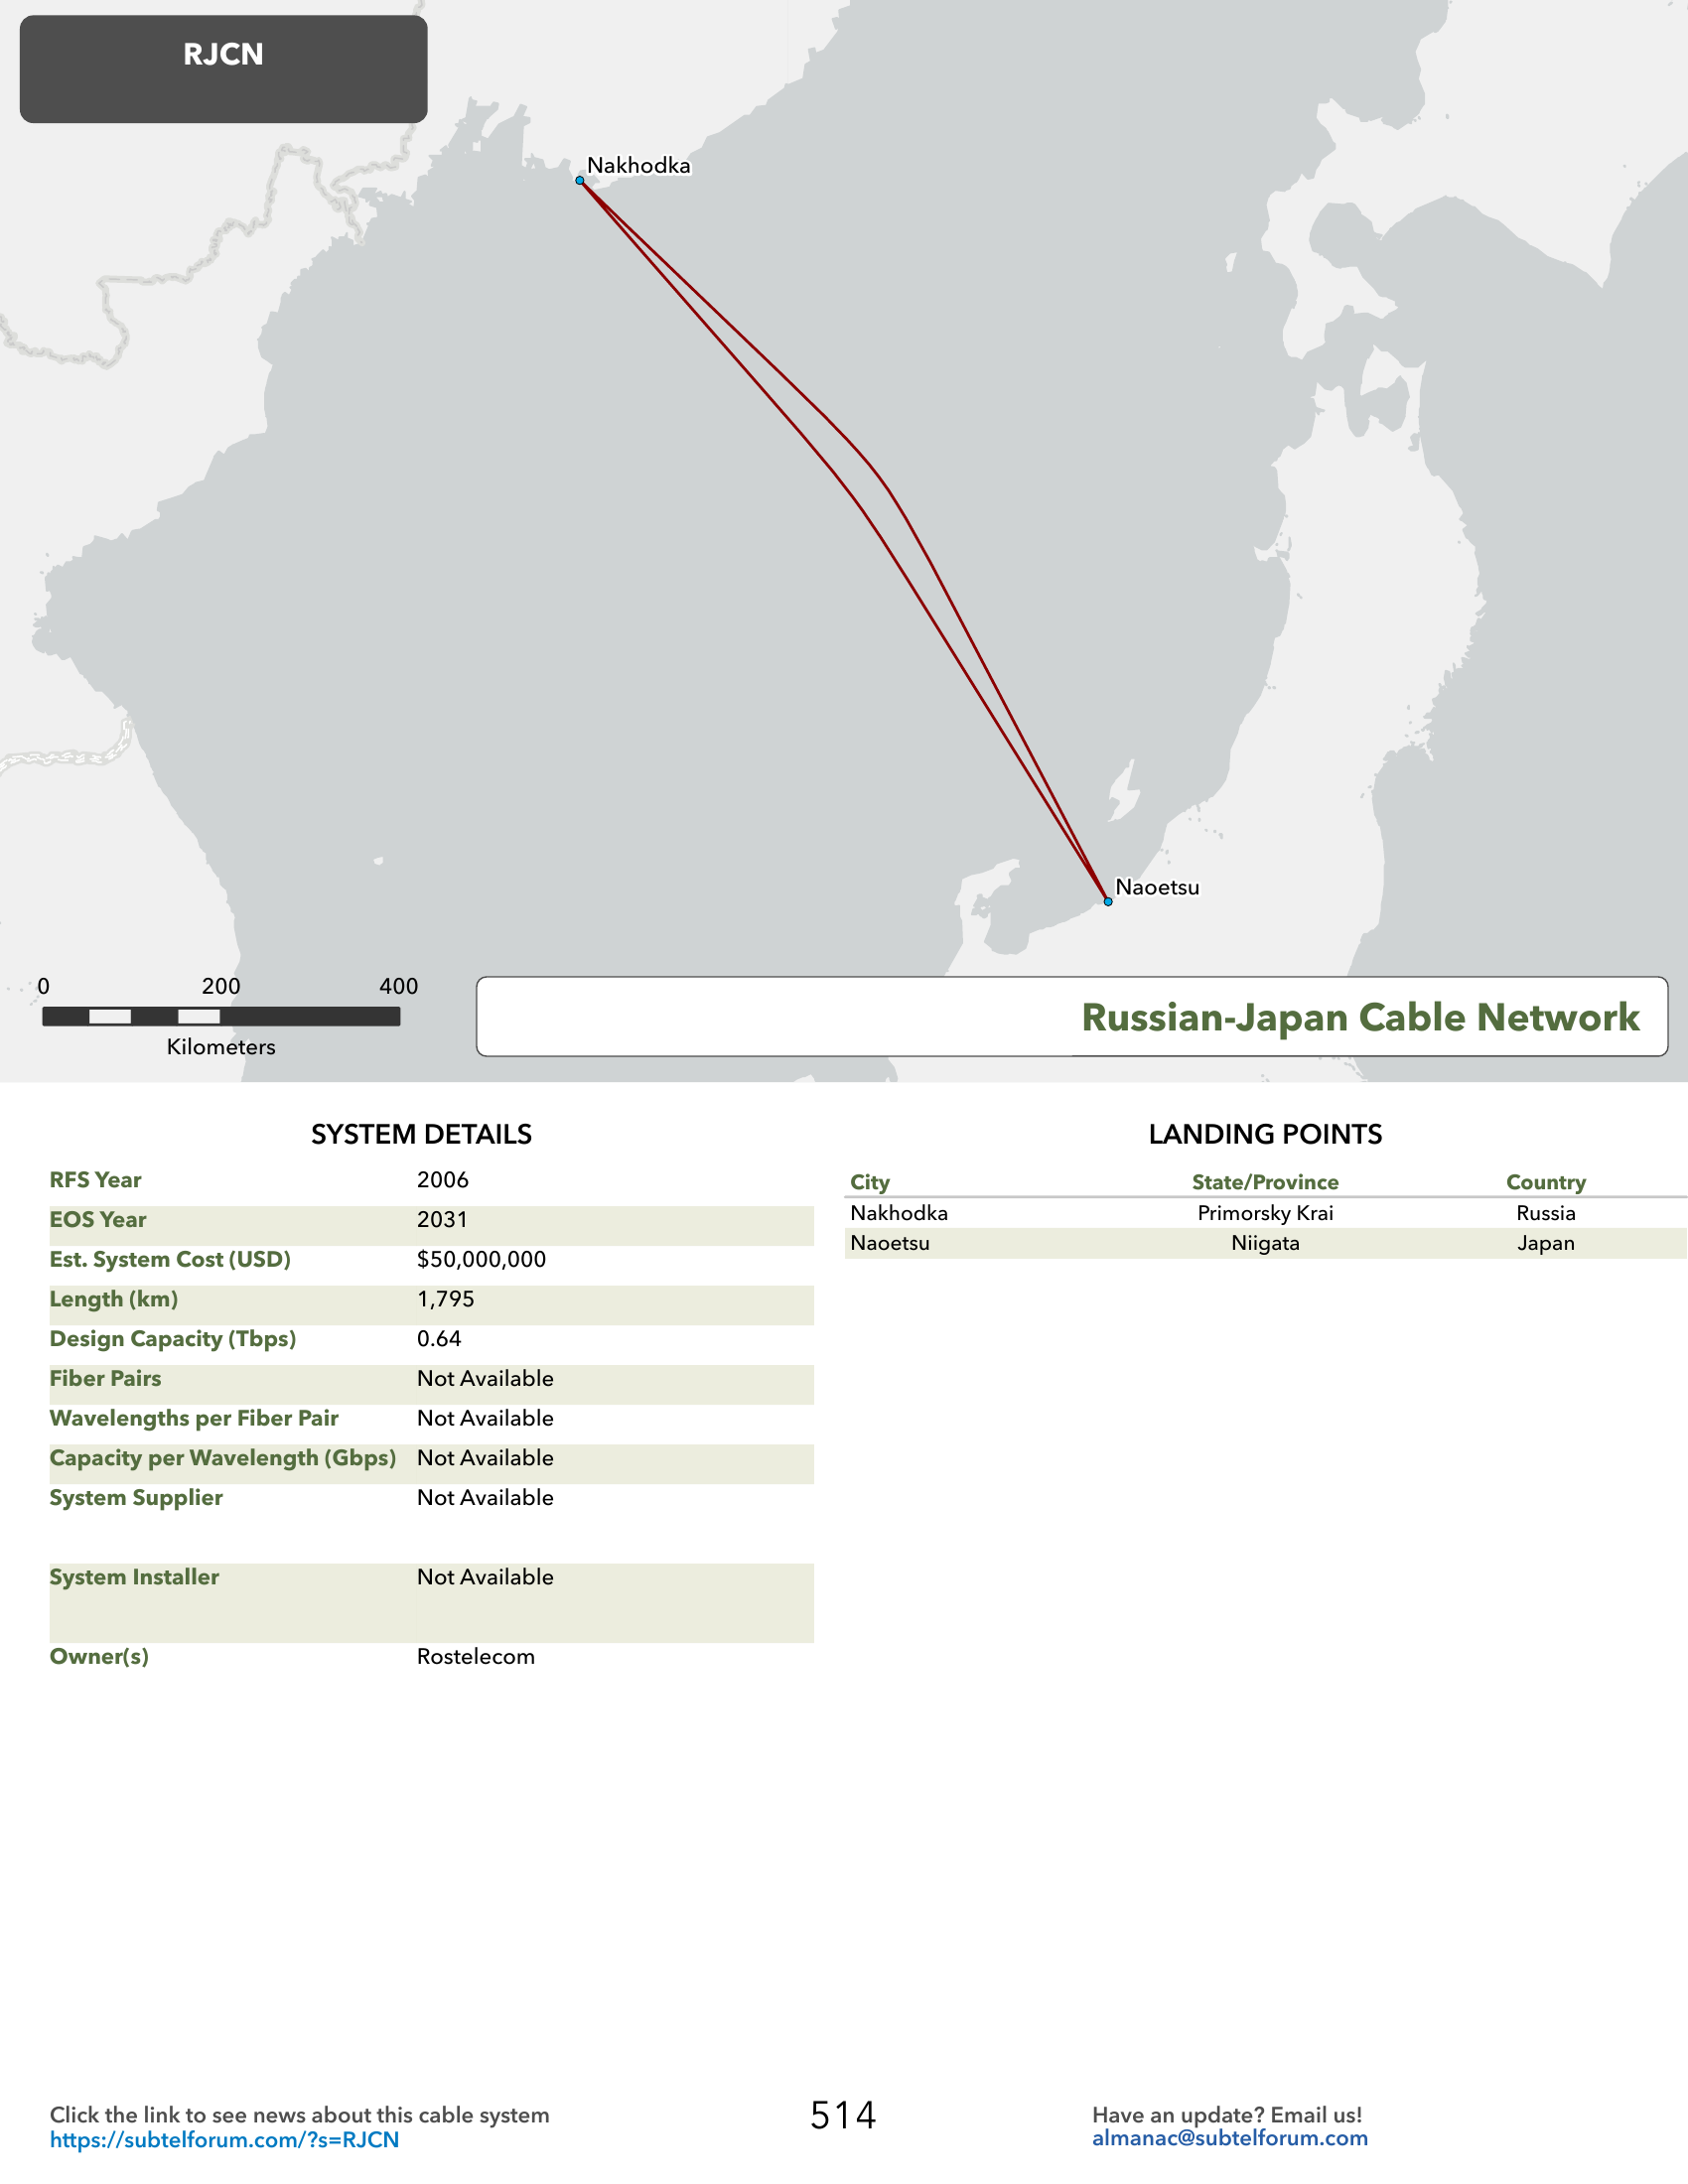 RJCN
Nakhodka
Naoetsu
0 200 400
Kilometers
Russian-Japan Cable Network
SYSTEM DETAILS
RFS Year 2006
EOS Year 2031
Est. System Cost (USD) $50,000,000
Length (km) 1,795
Design Capacity (Tbps) 0.64
Fiber Pairs Not Available
Wavelengths per Fiber Pair Not Available
Capacity per Wavelength (Gbps) Not Available
System Supplier Not Available
System Installer Not Available
Owner(s) Rostelecom
LANDING POINTS
City State/Province Country
Nakhodka Primorsky Krai Russia
Naoetsu Niigata Japan
Click the link to see news about this cable system
https://subtelforum.com/?s=RJCN
514
Have an update? Email us!
almanac@subtelforum.com